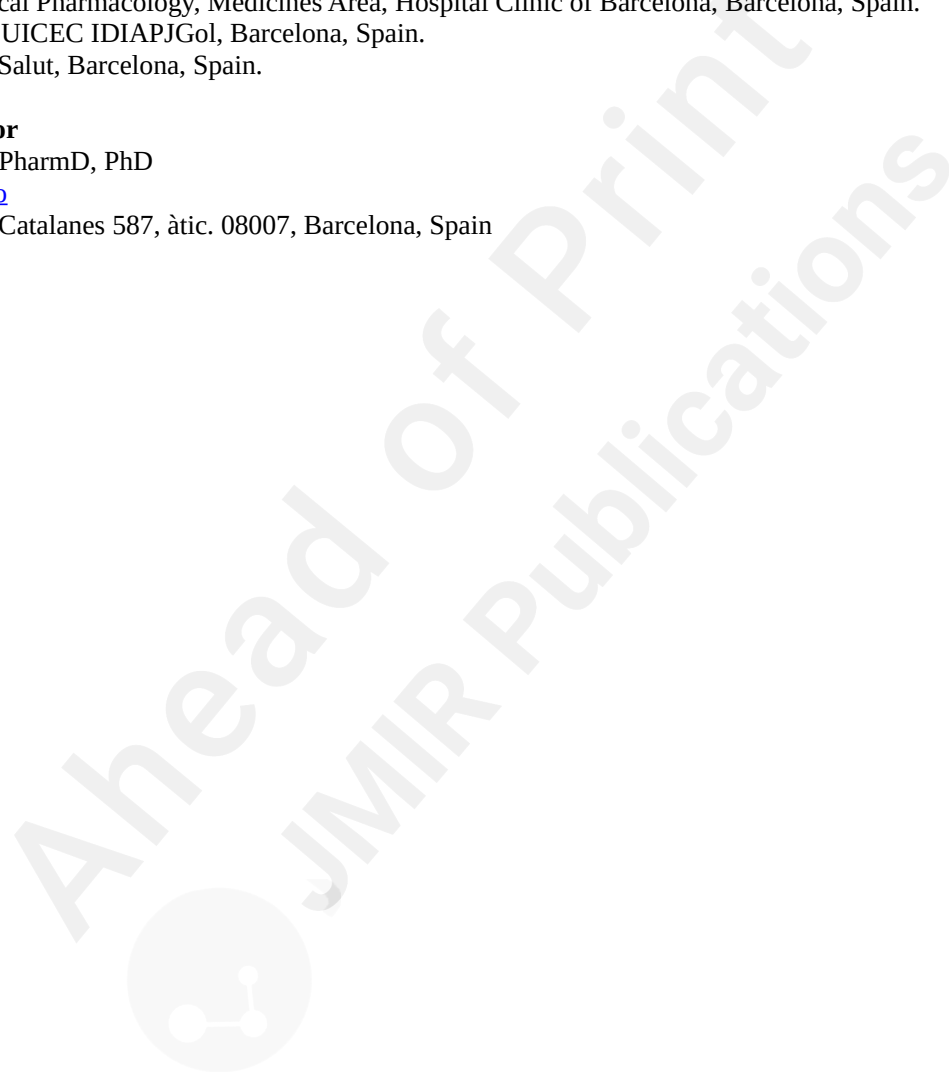 cal Pharmacology, Medicines Area, Hospital Clinic of Barcelona, Barcelona, Spain.
UICEC IDIAPJGol, Barcelona, Spain.
Salut, Barcelona, Spain.
or
PharmD, PhD
o
Catalanes 587, àtic. 08007, Barcelona, Spain
Ahead of Print
JMIR Publications